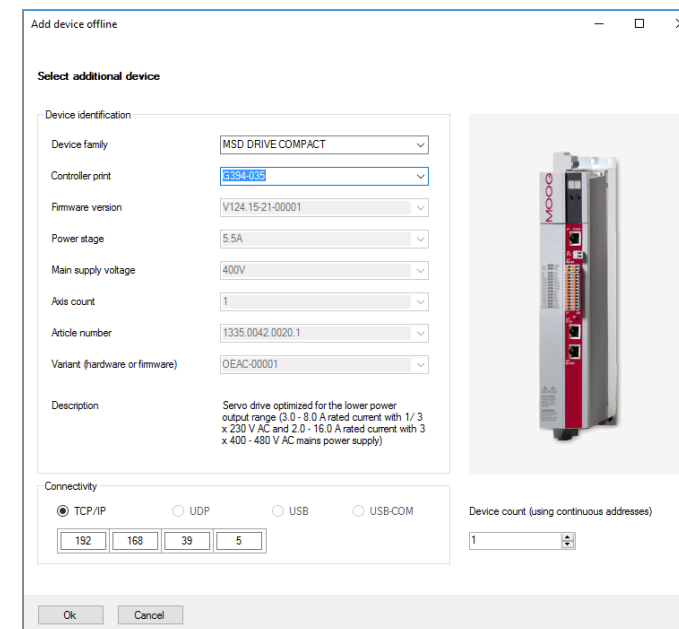 Add device offline
Select additional device
Device identification
Device family MSD DRIVE COMPACT
Controller print G394-035
Firmware version V124.15-21-00001
Power stage 5.5A
Main supply voltage 400V
Axis count 1
Article number 1335.0042.0020.1
Variant (hardware or firmware) OEAC-00001
Description Servo drive optimized for the lower power
output range (3.0 - 8.0 A rated current with 1/ 3
x 230 V AC and 2.0 - 16.0 A rated current with 3
x 400 - 480 V AC mains power supply)
MOOG
Connectivity
TCP/IP UDP USB USB-COM
192 168 39 5
Device count (using continuous addresses)
1
Ok Cancel